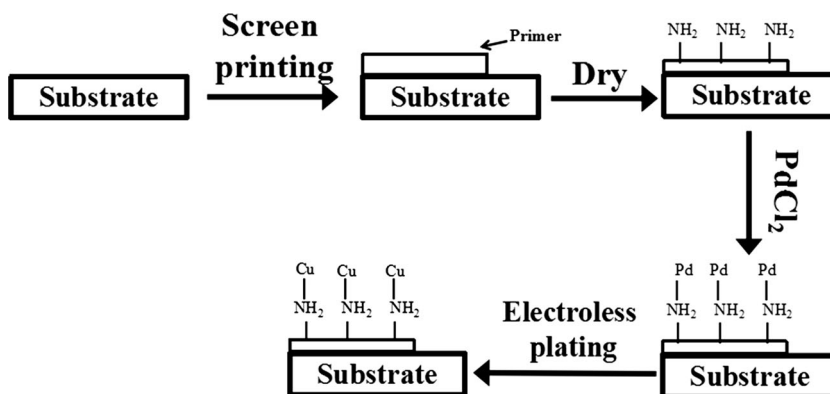 Screen
printing
Substrate
Primer
Substrate
Dry
NH₂ NH₂ NH₂
Substrate
PdCl₂
Pd Pd Pd
NH₂ NH₂ NH₂
Substrate
Electroless
plating
Cu Cu Cu
NH₂ NH₂ NH₂
Substrate